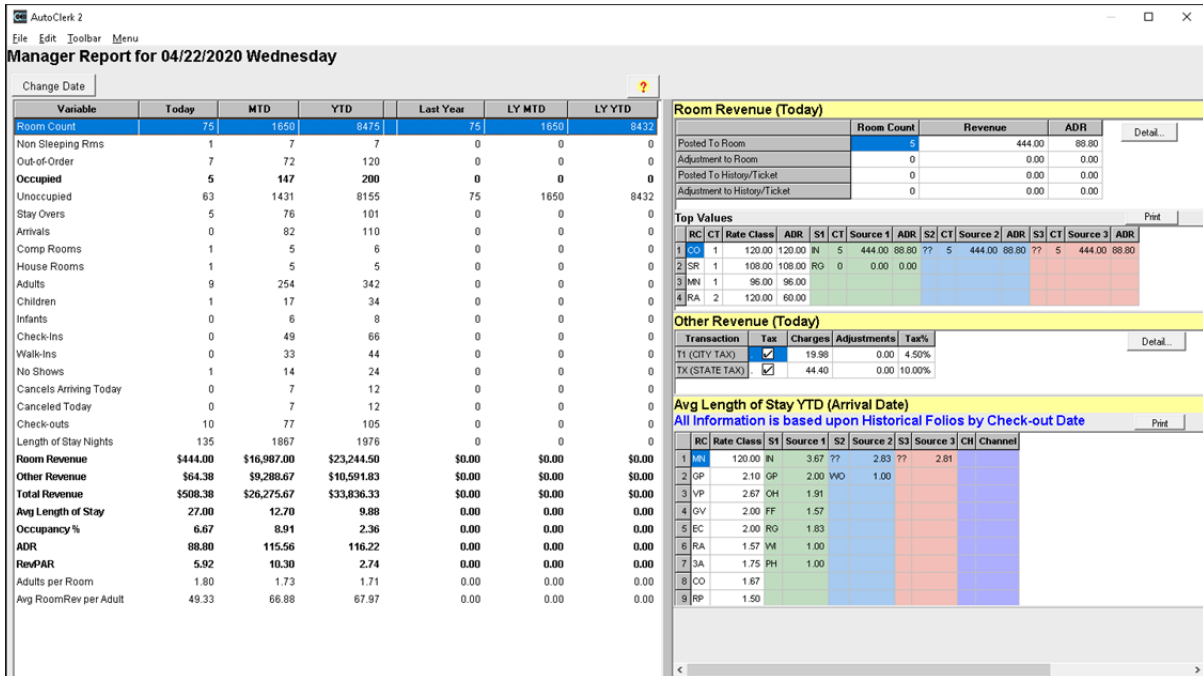 AutoClerk 2
File Edit Toolbar Menu
Manager Report for 04/22/2020 Wednesday
Change Date
?
Variable Today MTD YTD Last Year LY MTD LY YTD
Room Count 75 1650 8475 75 1650 8432
Non Sleeping Rms 1 7 7 0 0 0
Out-of-Order 7 72 120 0 0 0
Occupied 5 147 200 0 0 0
Unoccupied 63 1431 8155 75 1650 8432
Stay Overs 5 76 101 0 0 0
Arrivals 0 82 110 0 0 0
Comp Rooms 1 5 6 0 0 0
House Rooms 1 5 5 0 0 0
Adults 9 254 342 0 0 0
Children 1 17 34 0 0 0
Infants 0 6 8 0 0 0
Check-Ins 0 49 66 0 0 0
Walk-Ins 0 33 44 0 0 0
No Shows 1 14 24 0 0 0
Cancels Arriving Today 0 7 12 0 0 0
Canceled Today 0 7 12 0 0 0
Check-outs 10 77 105 0 0 0
Length of Stay Nights 135 1867 1976 0 0 0
Room Revenue $444.00 $16,987.00 $23,244.50 $0.00 $0.00 $0.00
Other Revenue $64.38 $9,288.67 $10,591.83 $0.00 $0.00 $0.00
Total Revenue $508.38 $26,275.67 $33,836.33 $0.00 $0.00 $0.00
Avg Length of Stay 27.00 12.70 9.88 0.00 0.00 0.00
Occupancy % 6.67 8.91 2.36 0.00 0.00 0.00
ADR 88.80 115.56 116.22 0.00 0.00 0.00
RevPAR 5.92 10.30 2.74 0.00 0.00 0.00
Adults per Room 1.80 1.73 1.71 0.00 0.00 0.00
Avg RoomRev per Adult 49.33 66.88 67.97 0.00 0.00 0.00
Room Revenue (Today)
Room Count Revenue ADR
Detail...
Posted To Room 5 444.00 88.80
Adjustment to Room 0 0.00 0.00
Posted To History/Ticket 0 0.00 0.00
Adjustment to History/Ticket 0 0.00 0.00
Top Values
Print
RC CT Rate Class ADR S1 CT Source 1 ADR S2 CT Source 2 ADR S3 CT Source 3 ADR
1 CO 1 120.00 120.00 IN 5 444.00 88.80 ?? 5 444.00 88.80 ?? 5 444.00 88.80
2 SR 1 108.00 108.00 RG 0 0.00 0.00
3 MN 1 96.00 96.00
4 RA 2 120.00 60.00
Other Revenue (Today)
Transaction Tax Charges Adjustments Tax%
Detail...
T1 (CITY TAX) 19.98 0.00 4.50%
TX (STATE TAX) 44.40 0.00 10.00%
Avg Length of Stay YTD (Arrival Date)
All Information is based upon Historical Folios by Check-out Date
Print
RC Rate Class S1 Source 1 S2 Source 2 S3 Source 3 CH Channel
1 MN 120.00 IN 3.67 ?? 2.83 ?? 2.81
2 GP 2.10 GP 2.00 WO 1.00
3 VP 2.67 OH 1.91
4 GV 2.00 FF 1.57
5 EC 2.00 RG 1.83
6 RA 1.57 WI 1.00
7 3A 1.75 PH 1.00
8 CO 1.67
9 RP 1.50